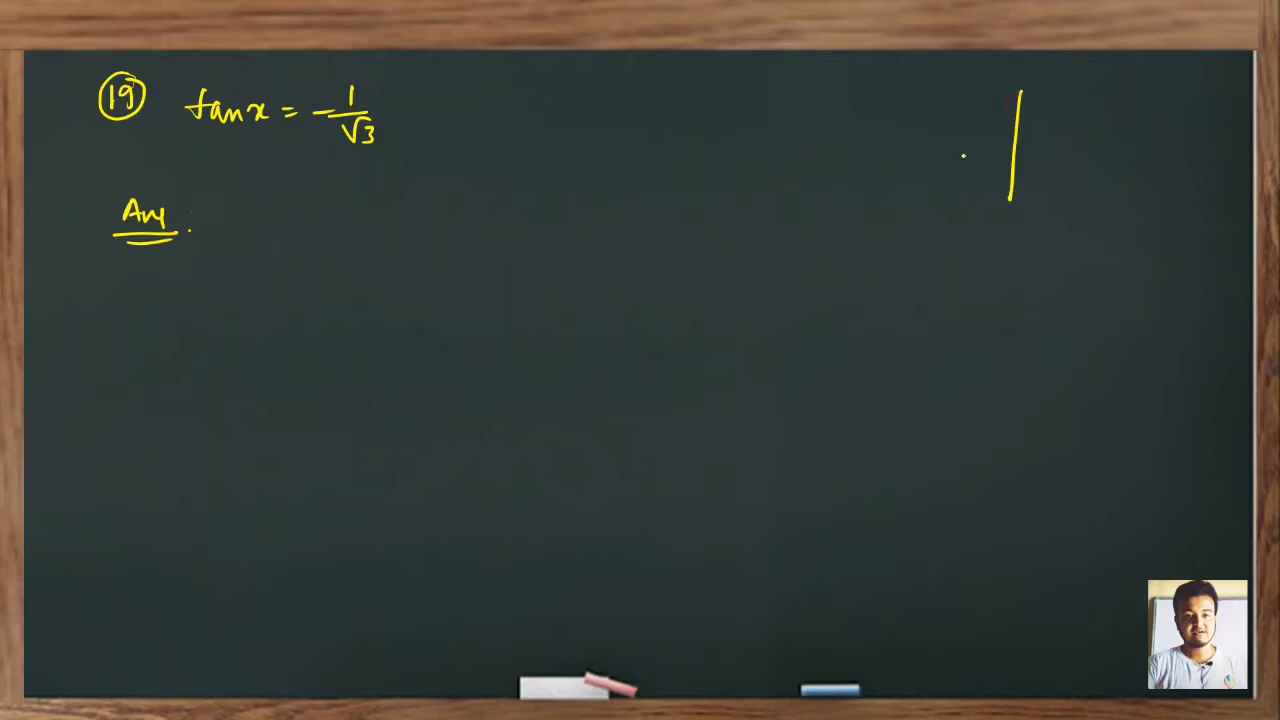 19 tan x = -1/√3
Ans: